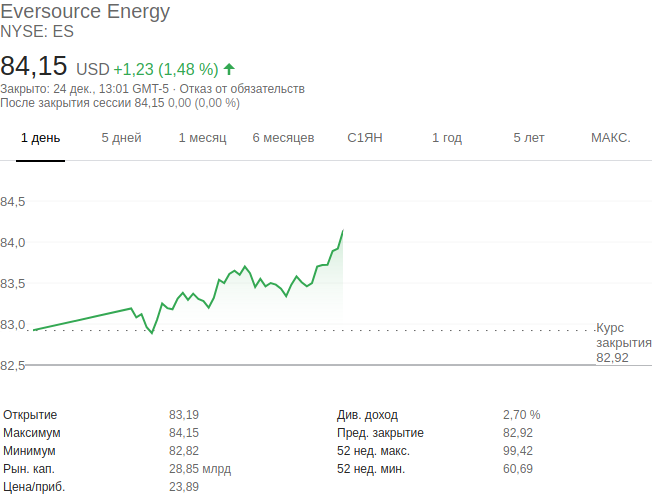 Eversource Energy
NYSE: ES
84,15 USD +1,23 (1,48 %)
Закрыто: 24 дек., 13:01 GMT-5 · Отказ от обязательств
После закрытия сессии 84,15 0,00 (0,00 %)
1 день 5 дней 1 месяц 6 месяцев С1ЯН 1 год 5 лет МАКС.
84,5
84,0
83,5
83,0
82,5
Курс
закрытия
82,92
Открытие 83,19 Див. доход 2,70 %
Максимум 84,15 Пред. закрытие 82,92
Минимум 82,82 52 нед. макс. 99,42
Рын. кап. 28,85 млрд 52 нед. мин. 60,69
Цена/приб. 23,89